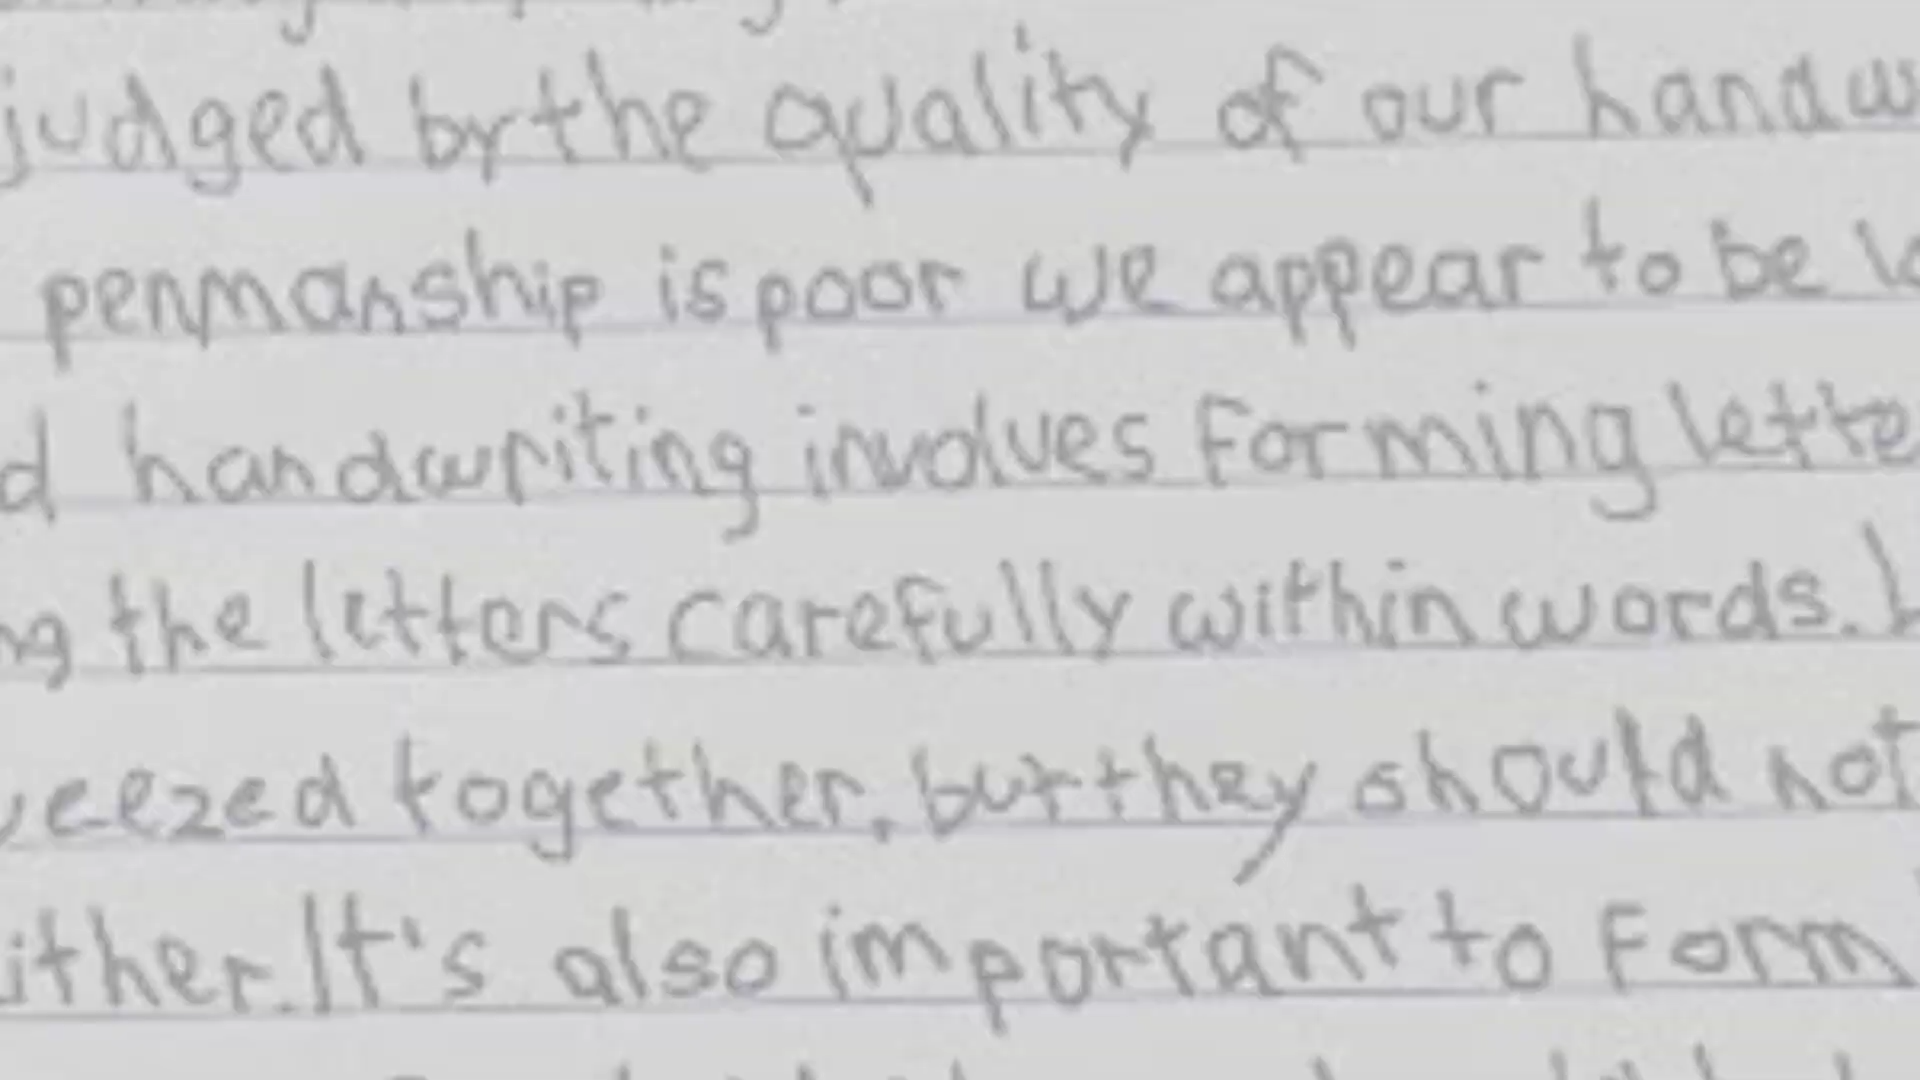 judged by the quality of our handw
penmanship is poor we appear to be
d handwriting involves Forming lette
ng the letters carefully within words.
eezed together, but they should not
ither. It's also important to Form